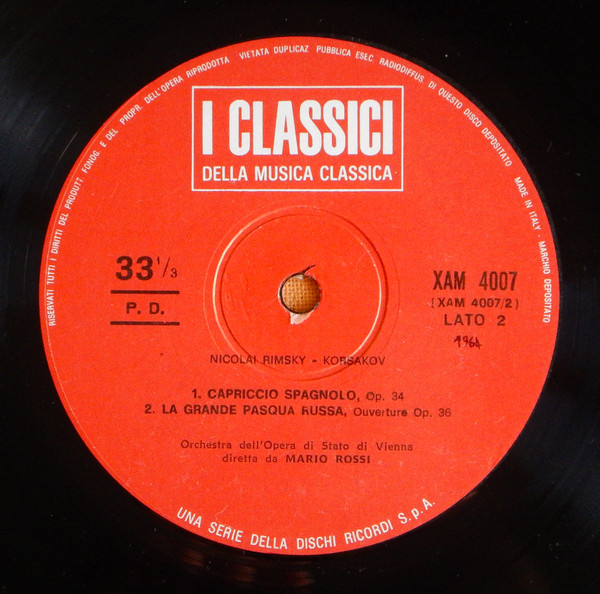 RISERVATI TUTTI I DIRITTI DEL PRODUTT. FONOG. E DEL PROPR. DELL'OPERA RIPRODOTTA VIETATA DUPLICAZ PUBBLICA ESEC. RADIODIFFUS. DI QUESTO DISCO DEPOSITATO MADE IN ITALY - MARCHIO DEPOSITATO
I CLASSICI
DELLA MUSICA CLASSICA
33 1/3
P. D.
XAM 4007
(XAM 4007/2)
LATO 2
1964
NICOLAI RIMSKY - KORSAKOV
1. CAPRICCIO SPAGNOLO, Op. 34
2. LA GRANDE PASQUA RUSSA, Ouverture Op. 36
Orchestra dell'Opera di Stato di Vienna
diretta da MARIO ROSSI
UNA SERIE DELLA DISCHI RICORDI S.p.A.